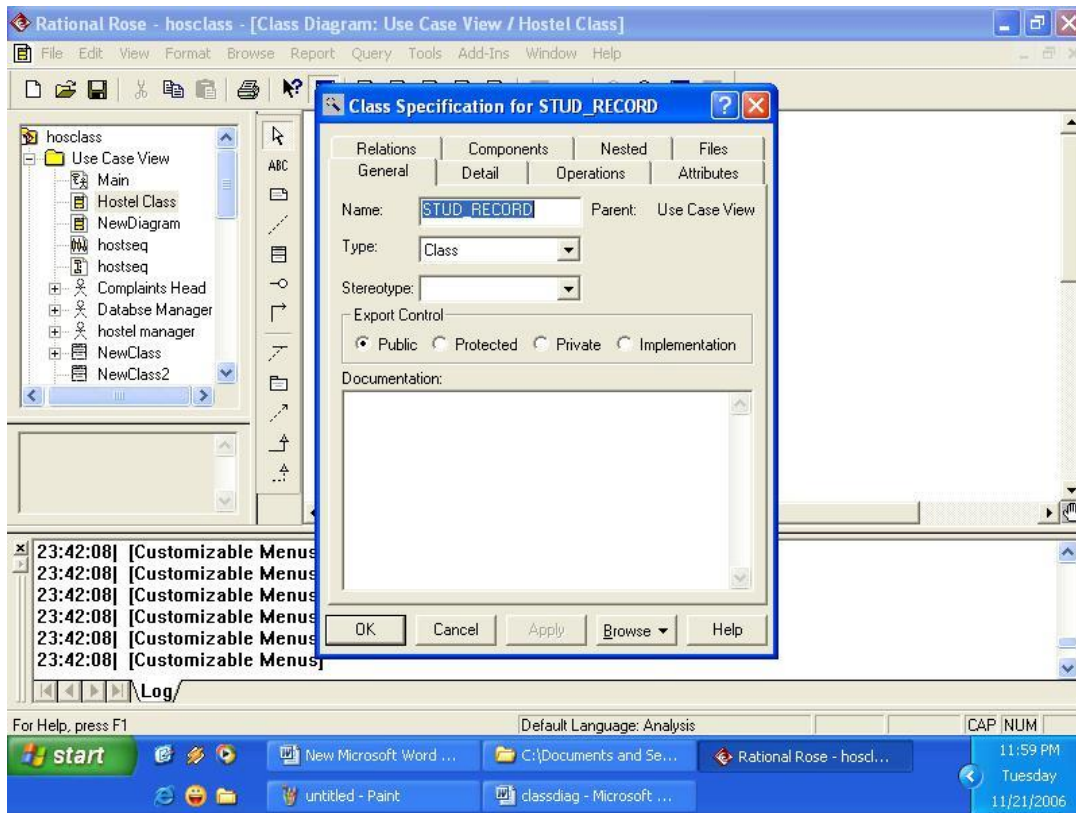 Rational Rose - hosclass - [Class Diagram: Use Case View / Hostel Class]
File Edit View Format Browse Report Query Tools Add-Ins Window Help
hosclass
Use Case View
Main
Hostel Class
NewDiagram
hostseq
hostseq
Complaints Head
Databse Manager
hostel manager
NewClass
NewClass2
ABC
Class Specification for STUD_RECORD
Relations Components Nested Files
General Detail Operations Attributes
Name: STUD_RECORD Parent: Use Case View
Type: Class
Stereotype:
Export Control
Public Protected Private Implementation
Documentation:
OK Cancel Apply Browse Help
23:42:08| [Customizable Menus
23:42:08| [Customizable Menus
23:42:08| [Customizable Menus
23:42:08| [Customizable Menus
23:42:08| [Customizable Menus
23:42:08| [Customizable Menus]
Log
For Help, press F1 Default Language: Analysis CAP NUM
start New Microsoft Word ... C:\Documents and Se... Rational Rose - hoscl... 11:59 PM
Tuesday
untitled - Paint classdiag - Microsoft ... 11/21/2006